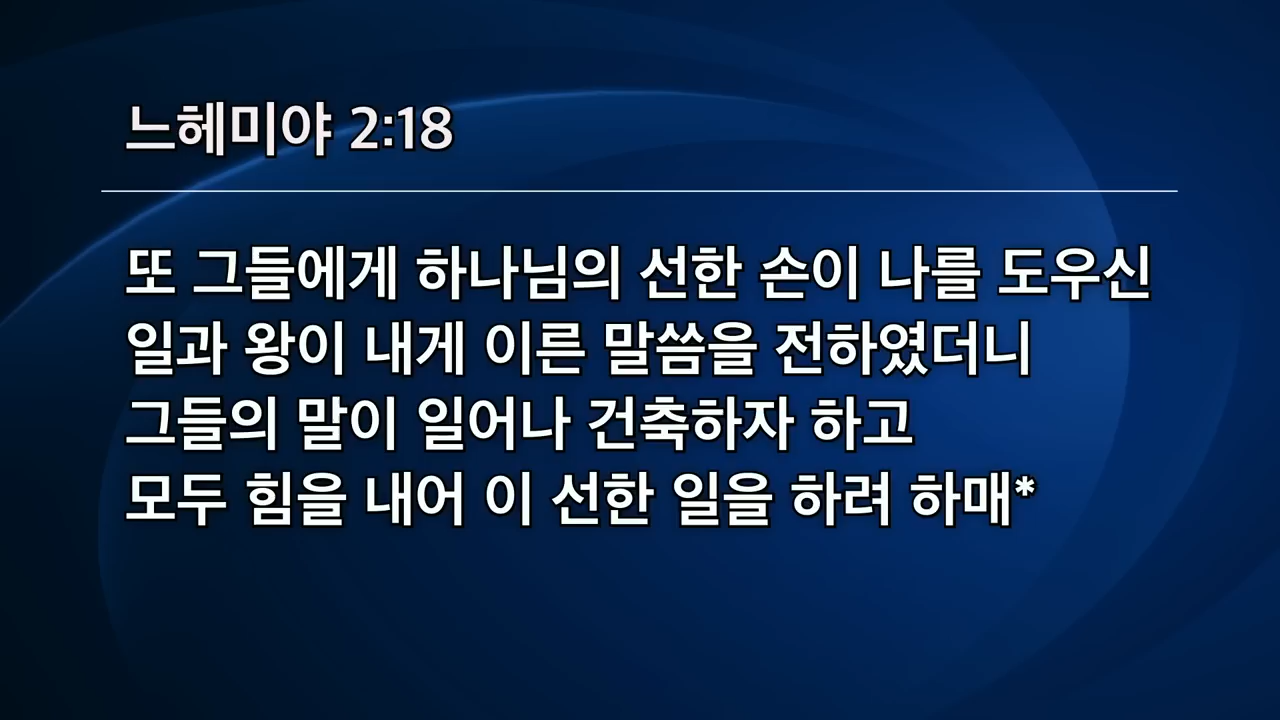 느헤미야 2:18
또 그들에게 하나님의 선한 손이 나를 도우신
일과 왕이 내게 이른 말씀을 전하였더니
그들의 말이 일어나 건축하자 하고
모두 힘을 내어 이 선한 일을 하려 하매*